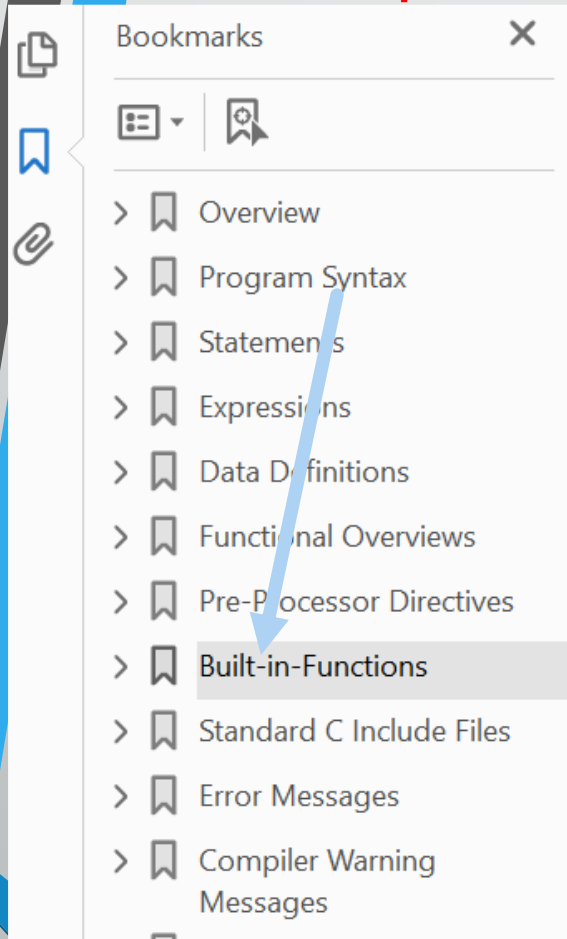 Bookmarks
Overview
Program Syntax
Statements
Expressions
Data Definitions
Functional Overviews
Pre-Processor Directives
Built-in-Functions
Standard C Include Files
Error Messages
Compiler Warning
Messages